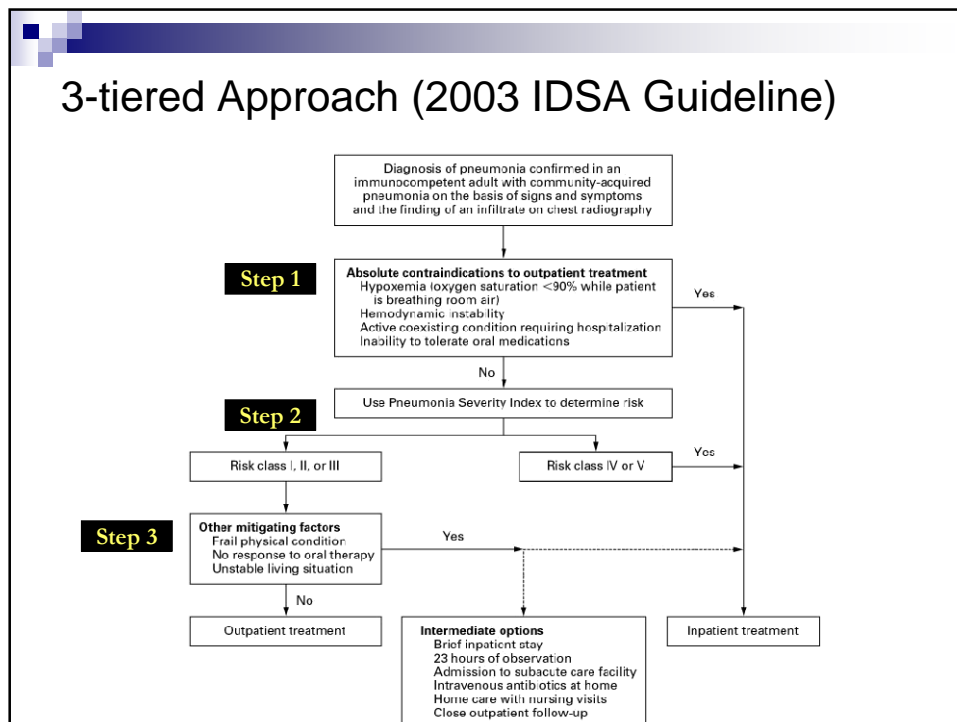 3-tiered Approach (2003 IDSA Guideline)
Diagnosis of pneumonia confirmed in an
immunocompetent adult with community-acquired
pneumonia on the basis of signs and symptoms
and the finding of an infiltrate on chest radiography
Step 1
Absolute contraindications to outpatient treatment
Hypoxemia (oxygen saturation <90% while patient
is breathing room air)
Hemodynamic instability
Active coexisting condition requiring hospitalization
Inability to tolerate oral medications
Yes
No
Use Pneumonia Severity Index to determine risk
Step 2
Risk class I, II, or III
Risk class IV or V
Yes
Step 3
Other mitigating factors
Frail physical condition
No response to oral therapy
Unstable living situation
Yes
No
Outpatient treatment
Intermediate options
Brief inpatient stay
23 hours of observation
Admission to subacute care facility
Intravenous antibiotics at home
Home care with nursing visits
Close outpatient follow-up
Inpatient treatment